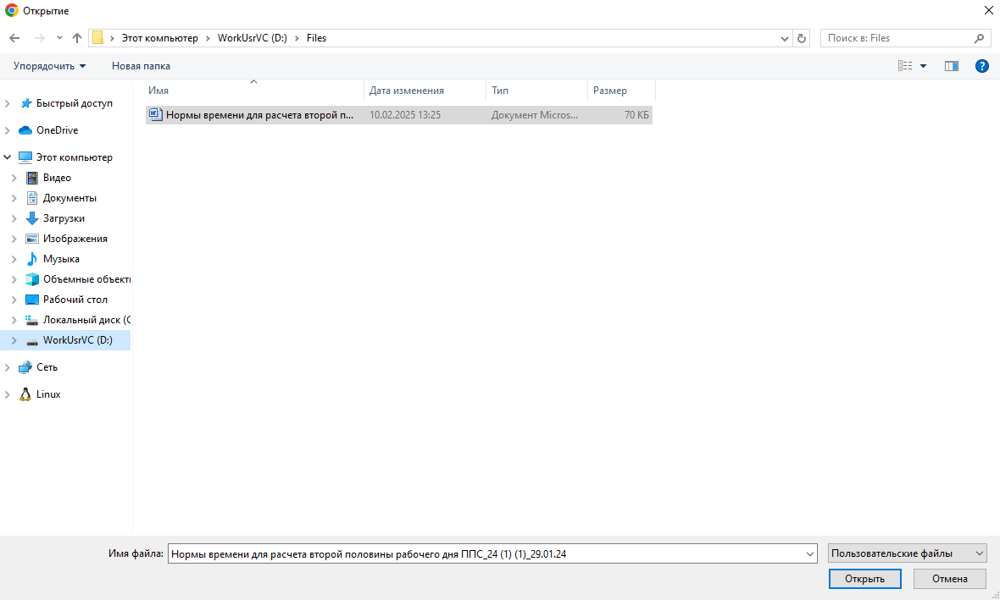 Открытие
Этот компьютер > WorkUsrVC (D:) > Files
Поиск в: Files
Упорядочить
Новая папка
?
Имя
Дата изменения
Тип
Размер
Нормы времени для расчета второй п...
10.02.2025 13:25
Документ Micros...
70 КБ
Быстрый доступ
OneDrive
Этот компьютер
Видео
Документы
Загрузки
Изображения
Музыка
Объемные объект
Рабочий стол
Локальный диск (C
WorkUsrVC (D:)
Сеть
Linux
Имя файла:
Нормы времени для расчета второй половины рабочего дня ППС_24 (1) (1)_29.01.24
Пользовательские файлы
Открыть
Отмена